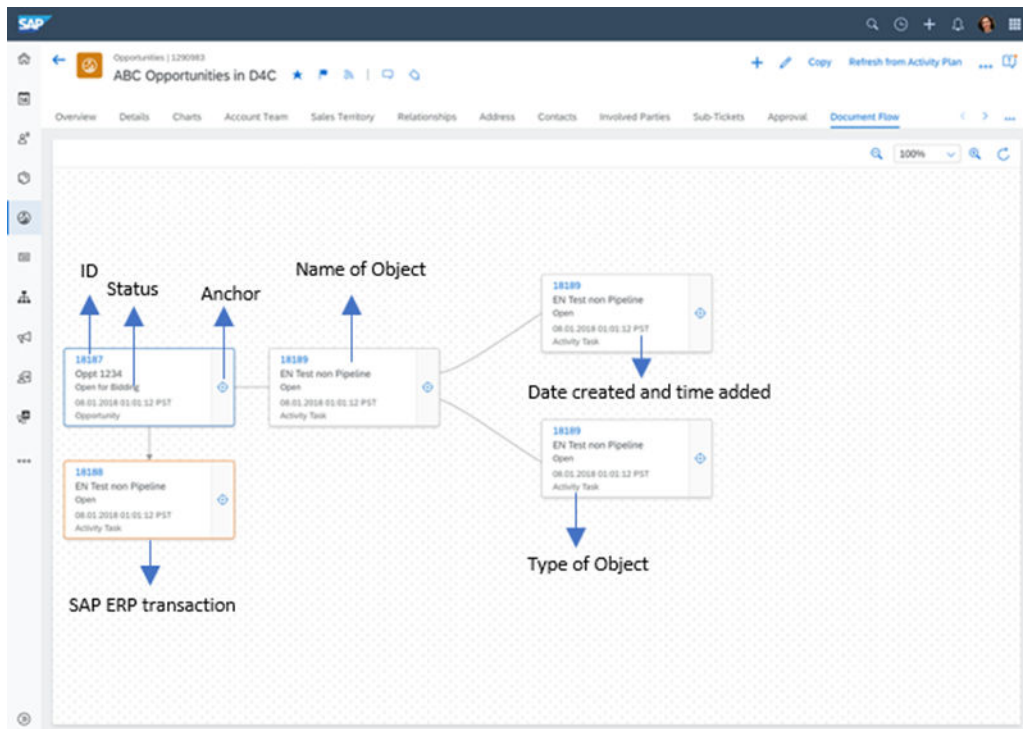 SAP
Opportunities | 1290983
ABC Opportunities in D4C
Copy
Refresh from Activity Plan
Overview
Details
Charts
Account Team
Sales Territory
Relationships
Address
Contacts
Involved Parties
Sub-Tickets
Approval
Document Flow
100%
ID
Status
Anchor
Name of Object
18187
Oppt 1234
Open for Bidding
08.01.2018 01:01:12 PST
Opportunity
18189
EN Test non Pipeline
Open
08.01.2018 01:01:12 PST
Activity Task
18189
EN Test non Pipeline
Open
08.01.2018 01:01:12 PST
Activity Task
Date created and time added
18189
EN Test non Pipeline
Open
08.01.2018 01:01:12 PST
Activity Task
Type of Object
18188
EN Test non Pipeline
Open
08.01.2018 01:01:12 PST
Activity Task
SAP ERP transaction